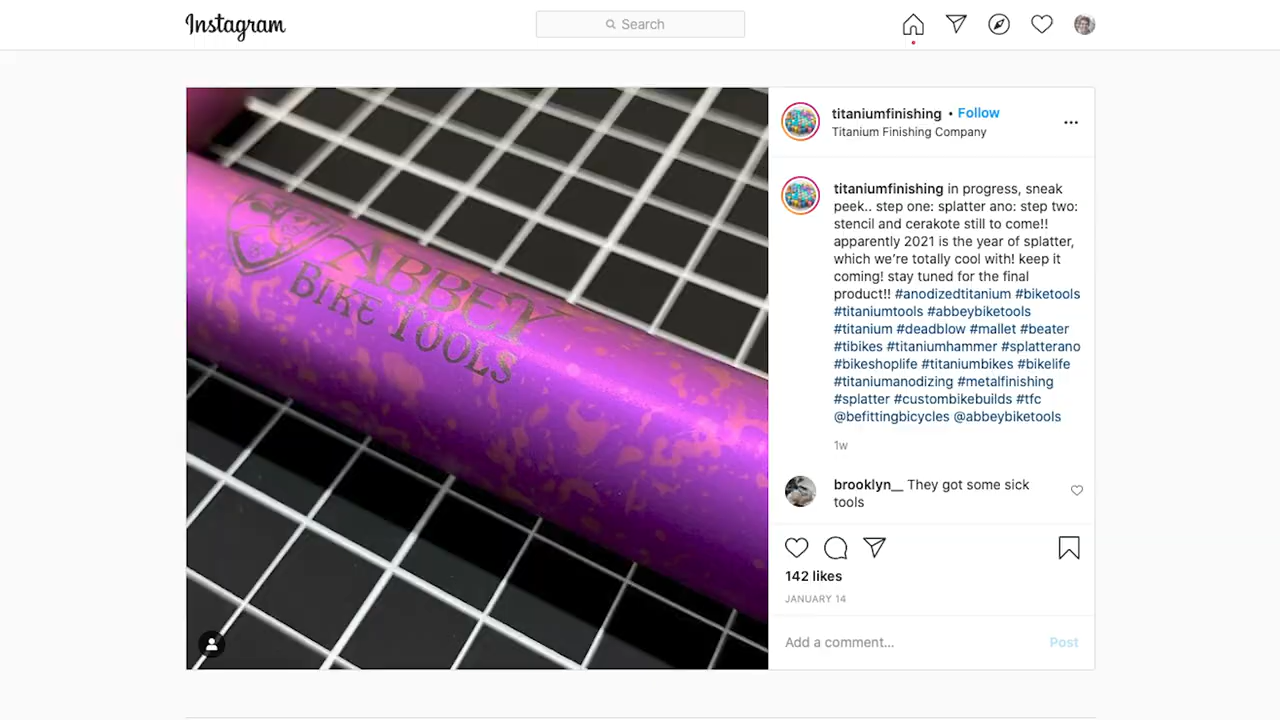 Instagram
Search
ABBEY
BIKE TOOLS
titaniumfinishing • Follow
Titanium Finishing Company
titaniumfinishing in progress, sneak
peek.. step one: splatter ano: step two:
stencil and cerakote still to come!!
apparently 2021 is the year of splatter,
which we're totally cool with! keep it
coming! stay tuned for the final
product!! #anodizedtitanium #biketools
#titaniumtools #abbeybiketools
#titanium #deadblow #mallet #beater
#tibikes #titaniumhammer #splatterano
#bikeshoplife #titaniumbikes #bikelife
#titaniumanodizing #metalfinishing
#splatter #custombikebuilds #tfc
@befittingbicycles @abbeybiketools
1w
brooklyn__ They got some sick
tools
142 likes
JANUARY 14
Add a comment...
Post